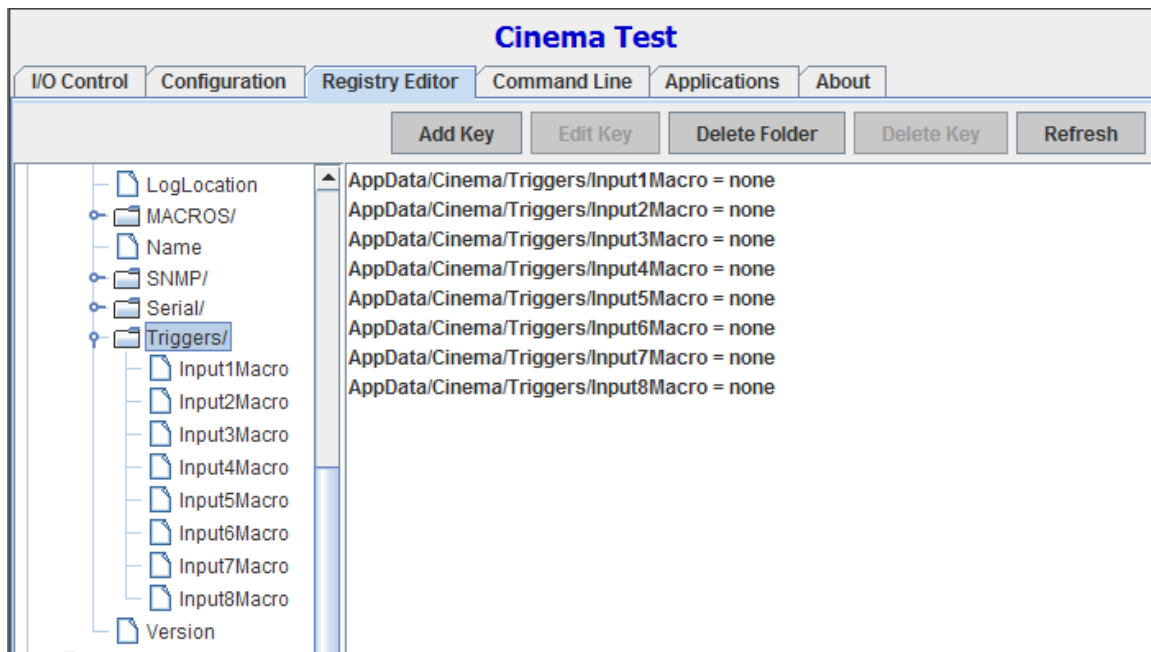 Cinema Test
I/O Control Configuration Registry Editor Command Line Applications About
Add Key Edit Key Delete Folder Delete Key Refresh
LogLocation
MACROS/
Name
SNMP/
Serial/
Triggers/
Input1Macro
Input2Macro
Input3Macro
Input4Macro
Input5Macro
Input6Macro
Input7Macro
Input8Macro
Version
AppData/Cinema/Triggers/Input1Macro = none
AppData/Cinema/Triggers/Input2Macro = none
AppData/Cinema/Triggers/Input3Macro = none
AppData/Cinema/Triggers/Input4Macro = none
AppData/Cinema/Triggers/Input5Macro = none
AppData/Cinema/Triggers/Input6Macro = none
AppData/Cinema/Triggers/Input7Macro = none
AppData/Cinema/Triggers/Input8Macro = none